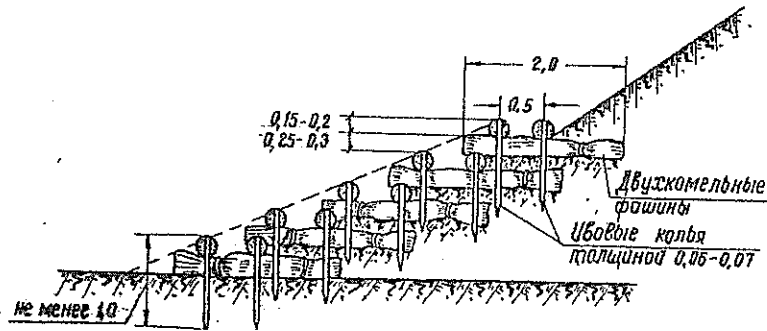 2,0
0,5
0,15-0,2
0,25-0,3
Двухкомельные
фашины
Ивовые колья
толщиной 0,06-0,07
не менее 1,0